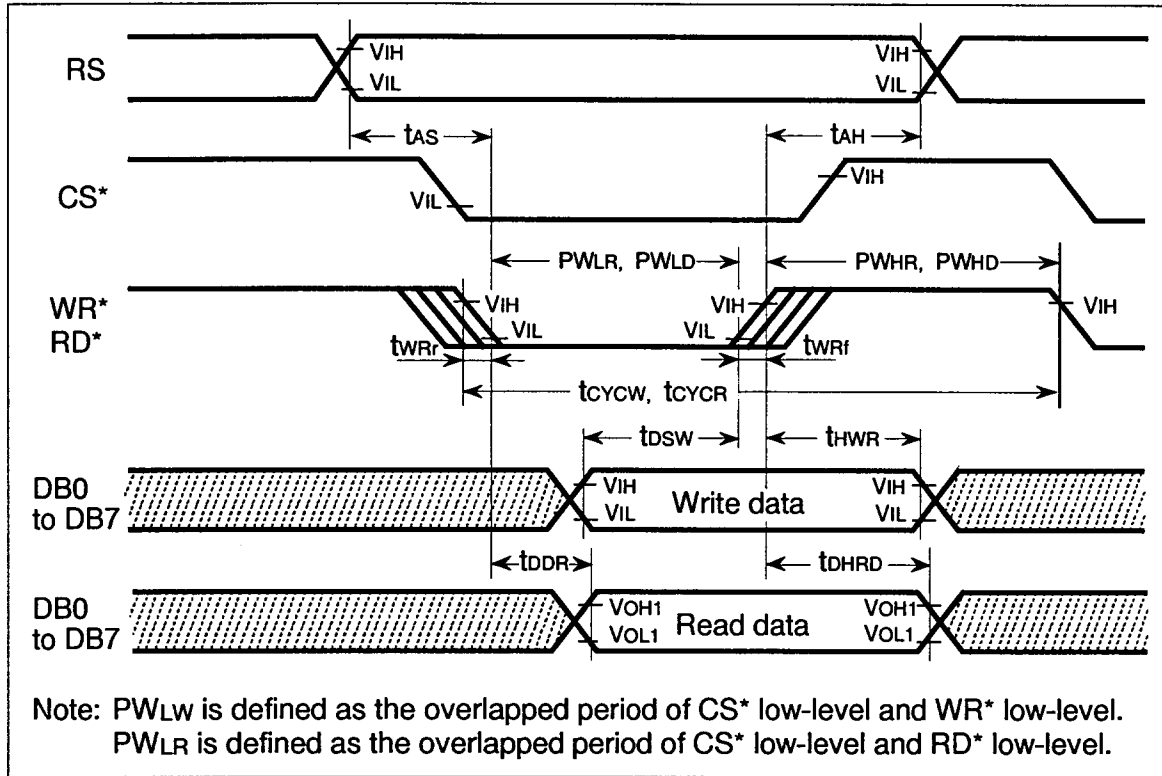 RS
VIH
VIL
VIH
VIL
tAS
tAH
CS*
VIL
VIH
PWLR, PWLD
PWHR, PWHD
WR*
RD*
VIH
VIL
VIH
VIL
VIH
tWRr
tWRf
tCYCW, tCYCR
tDSW
tHWR
DB0
to DB7
VIH
VIL
Write data
VIH
VIL
tDDR
tDHRD
DB0
to DB7
VOH1
VOL1
Read data
VOH1
VOL1
Note: PWLW is defined as the overlapped period of CS* low-level and WR* low-level.
PWLR is defined as the overlapped period of CS* low-level and RD* low-level.